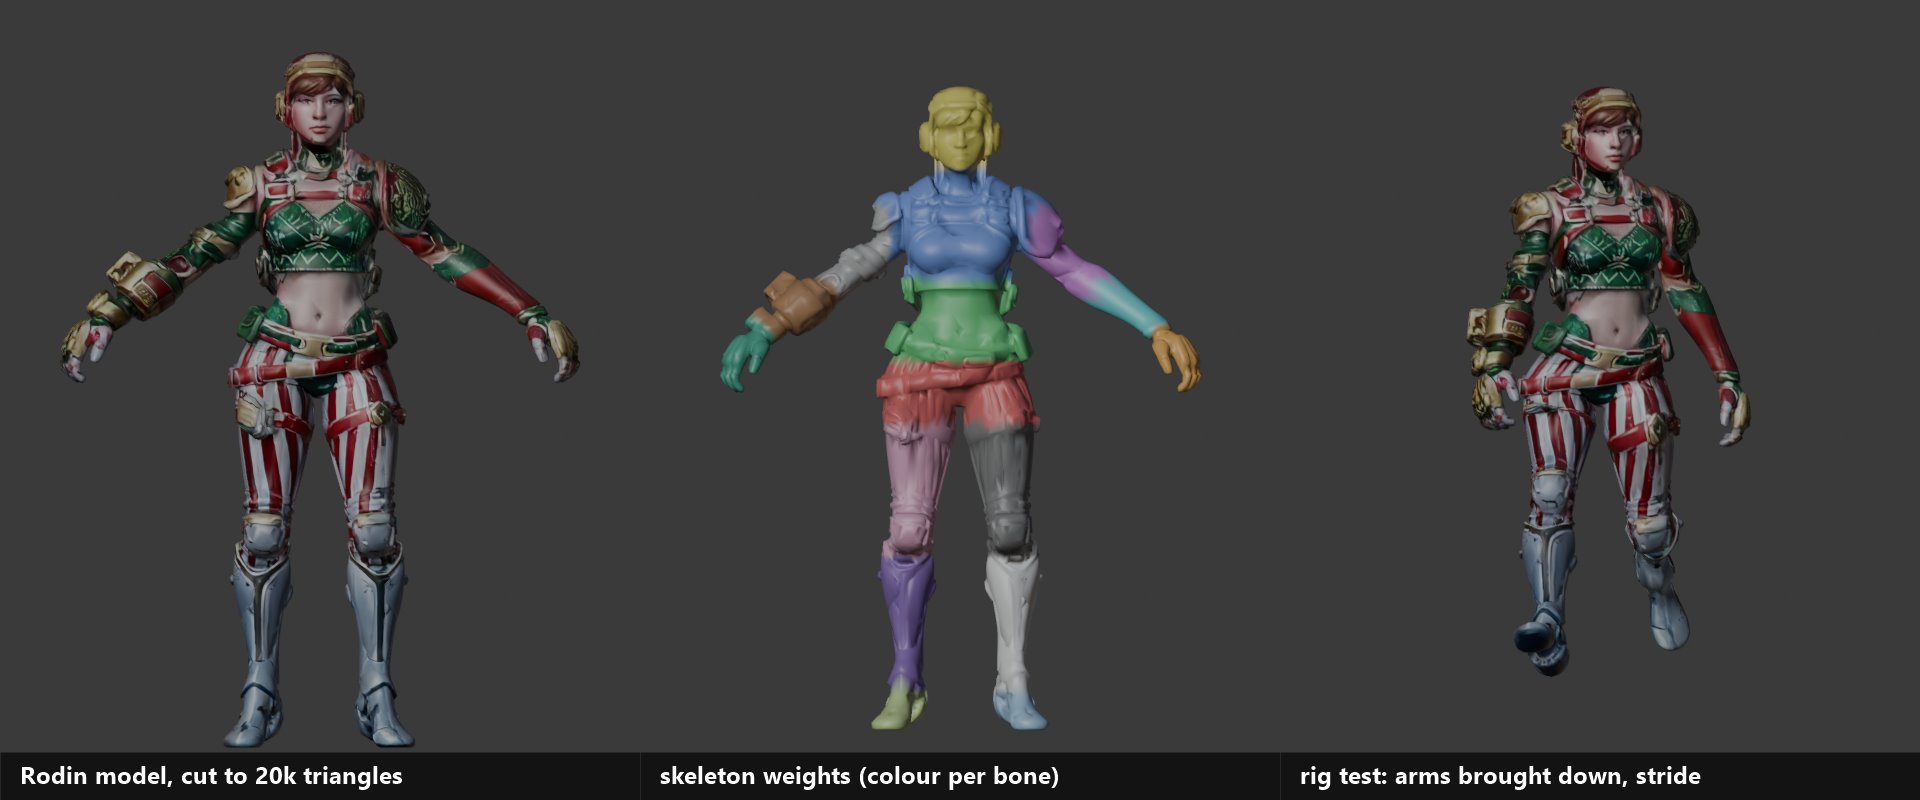 Rodin model, cut to 20k triangles
skeleton weights (colour per bone)
rig test: arms brought down, stride